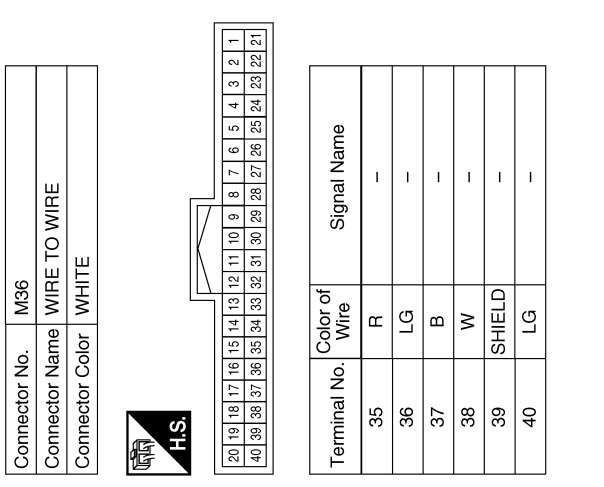 Connector No. M36
Connector Name WIRE TO WIRE
Connector Color WHITE
H.S.
20 19 18 17 16 15 14 13 12 11 10 9 8 7 6 5 4 3 2 1
40 39 38 37 36 35 34 33 32 31 30 29 28 27 26 25 24 23 22 21
Terminal No. Color of Wire Signal Name
35 R –
36 LG –
37 B –
38 W –
39 SHIELD –
40 LG –